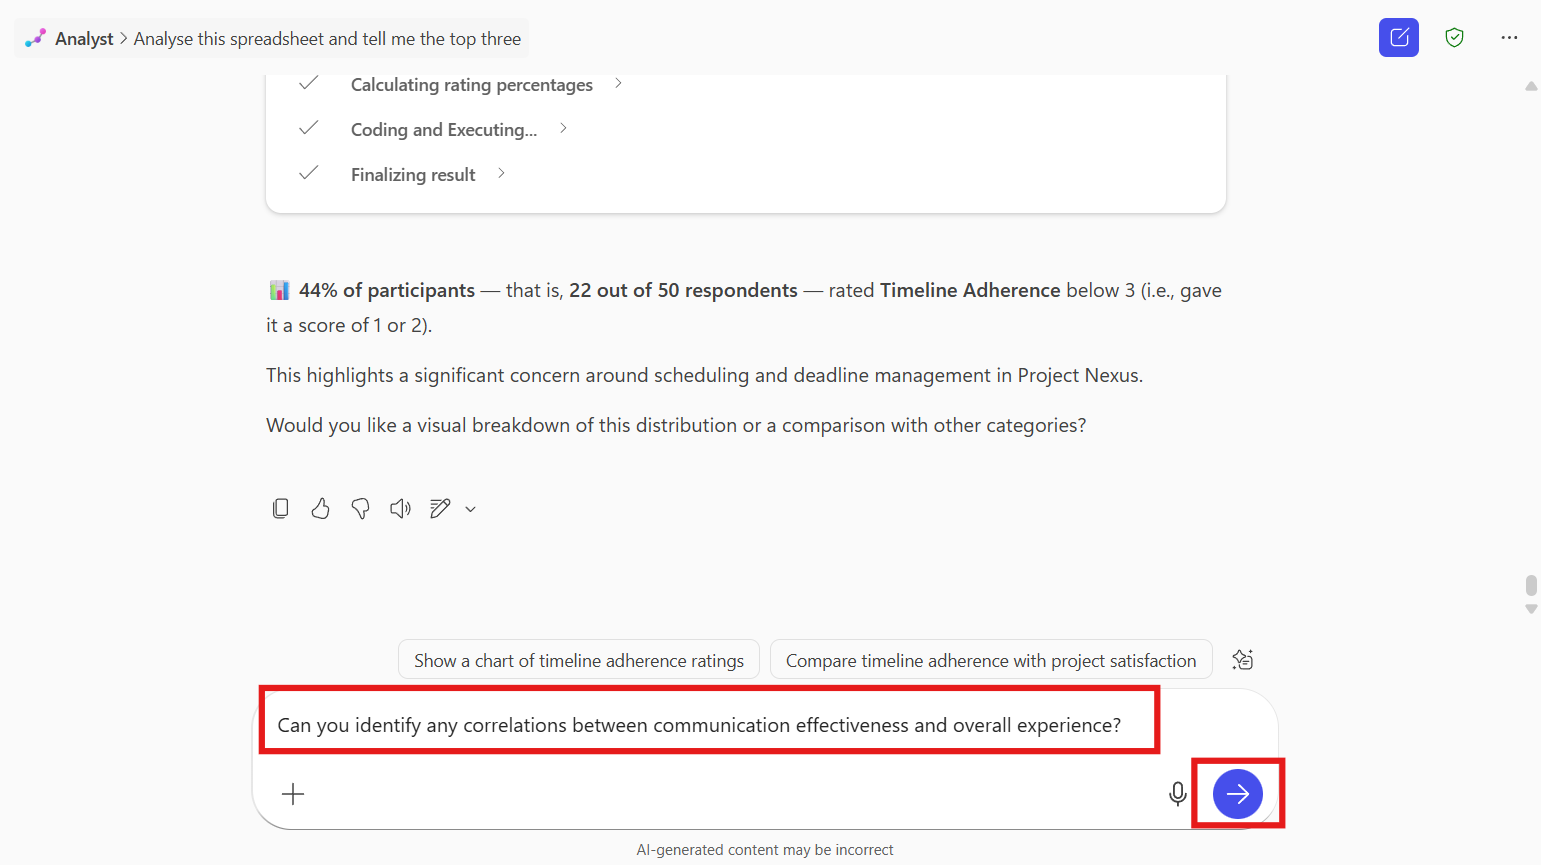 Analyst > Analyse this spreadsheet and tell me the top three
Calculating rating percentages
Coding and Executing...
Finalizing result
44% of participants — that is, 22 out of 50 respondents — rated Timeline Adherence below 3 (i.e., gave
it a score of 1 or 2).
This highlights a significant concern around scheduling and deadline management in Project Nexus.
Would you like a visual breakdown of this distribution or a comparison with other categories?
Show a chart of timeline adherence ratings
Compare timeline adherence with project satisfaction
Can you identify any correlations between communication effectiveness and overall experience?
AI-generated content may be incorrect